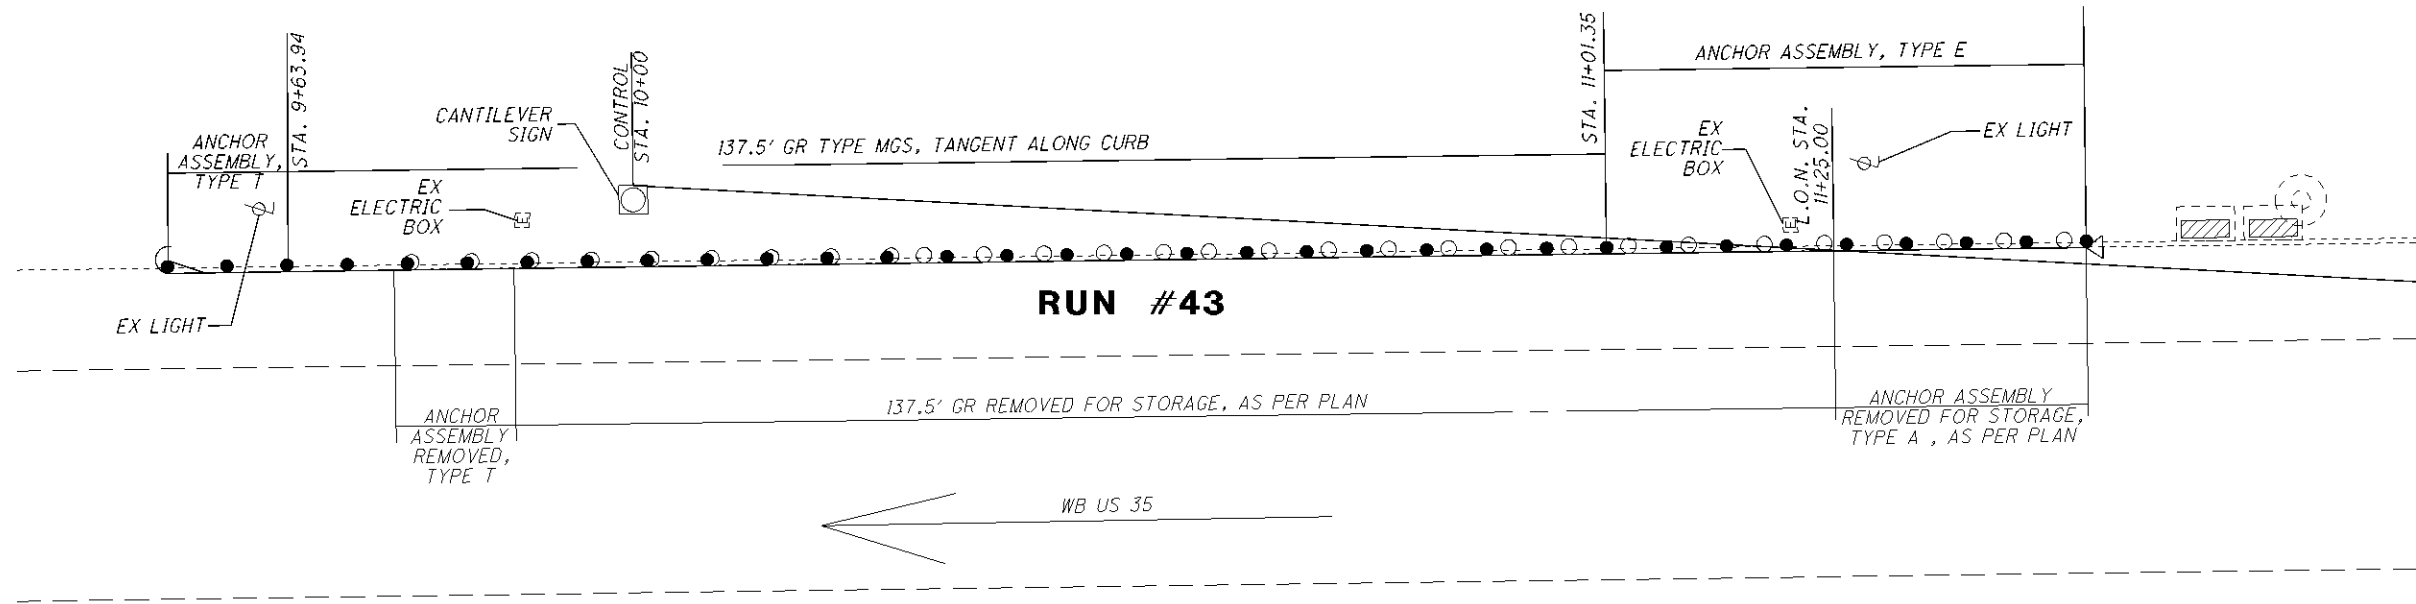 ANCHOR
ASSEMBLY,
TYPE T
STA. 9+63.94
CANTILEVER
SIGN
CONTROL
STA. 10+00
137.5' GR TYPE MGS, TANGENT ALONG CURB
STA. 11+01.35
ANCHOR ASSEMBLY, TYPE E
EX
ELECTRIC
BOX
L.O.N. STA.
11+25.00
EX LIGHT
EX
ELECTRIC
BOX
E
E
EX LIGHT
RUN #43
ANCHOR
ASSEMBLY
REMOVED,
TYPE T
137.5' GR REMOVED FOR STORAGE, AS PER PLAN
ANCHOR ASSEMBLY
REMOVED FOR STORAGE,
TYPE A , AS PER PLAN
WB US 35